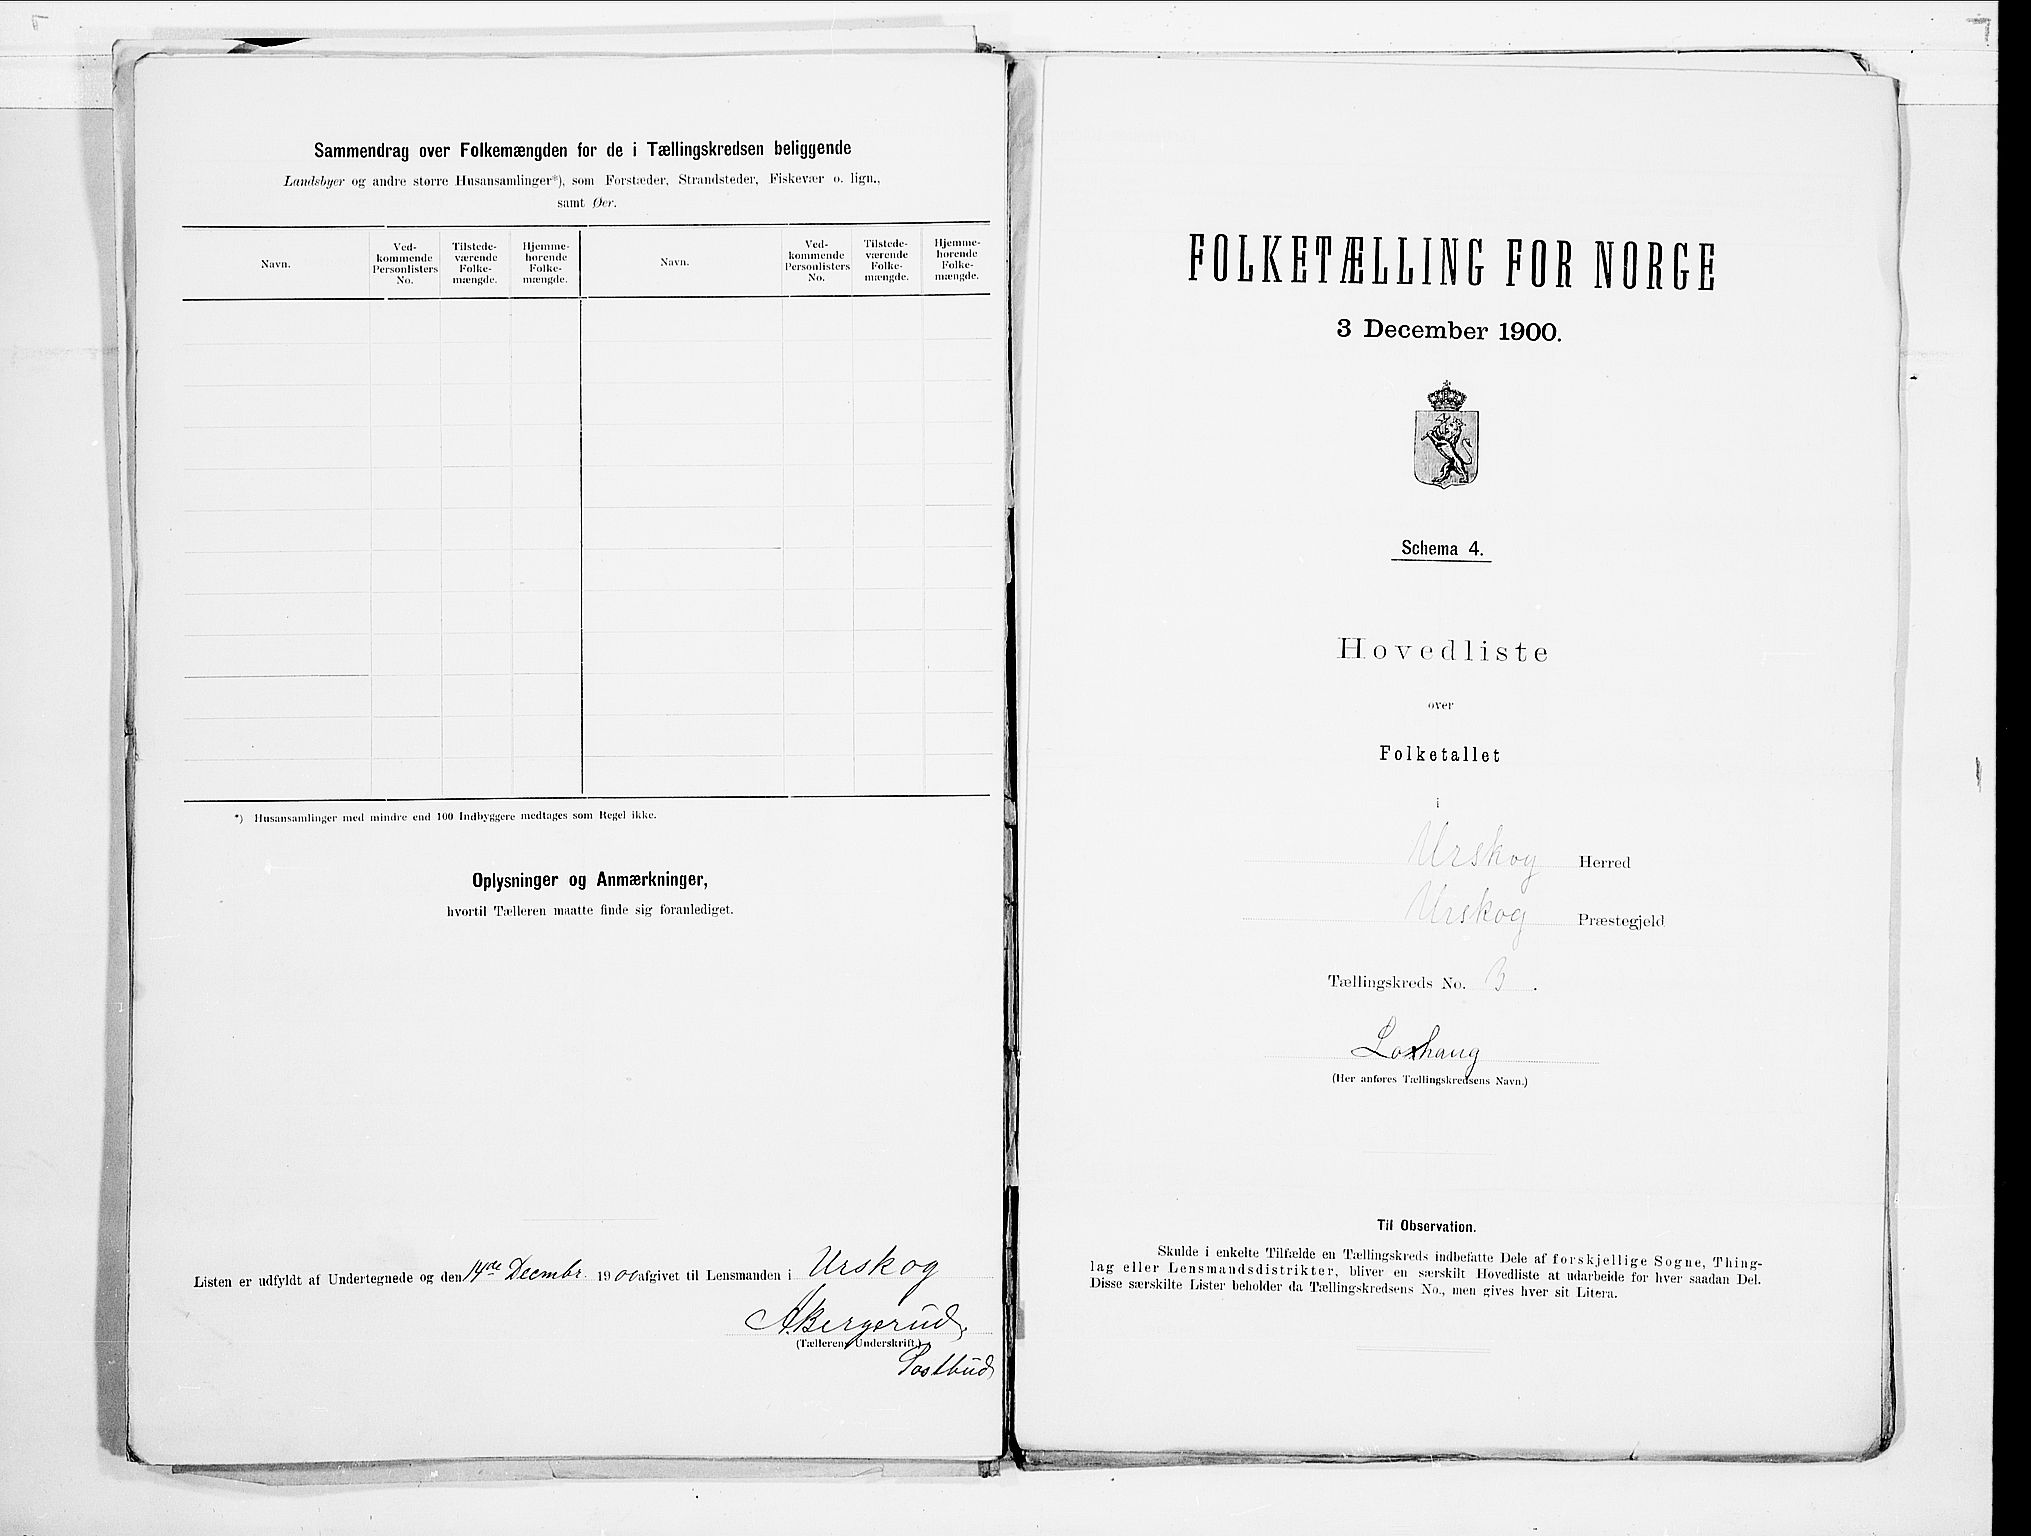 Sammendrag over Folkemængden for de i Tællingskredsen beliggende
Landsbyer og andre større Husansamlinger*), som Forstæder, Strandsteder, Fiskevær o. lign.,
samt Øer.
Navn.
Ved-
kommende
Personlisters
No.
Tilstede-
værende
Folke-
mængde.
Hjemme-
hørende
Folke-
mængde.
Navn.
Ved-
kommende
Personlisters
No.
Tilstede-
værende
Folke-
mængde.
Hjemme-
hørende
Folke-
mængde.
*) Husansamlinger med mindre end 100 Indbyggere medtages som Regel ikke.
Oplysninger og Anmærkninger,
hvortil Tælleren maatte finde sig foranlediget.
Listen er udfyldt af Undertegnede og den 14de Decmbr. 1900 afgivet til Lensmanden i Urskog
A. Bergerud.
(Tællerens Underskrift.)
Postbud
FOLKETÆLLING FOR NORGE
3 December 1900.
Schema 4.
Hovedliste
over
Folketallet
i
Urskog Herred
Urskog Præstegjeld
Tællingskreds No. 3.
(Her anføres Tællingskredsens Navn.)
Til Observation.
Skulde i enkelte Tilfælde en Tællingskreds indbefatte Dele af forskjellige Sogne, Thing-
lag eller Lensmandsdistrikter, bliver en særskilt Hovedliste at udarbeide for hver saadan Del.
Disse særskilte Lister beholder da Tællingskredsens No., men gives hver sit Litera.